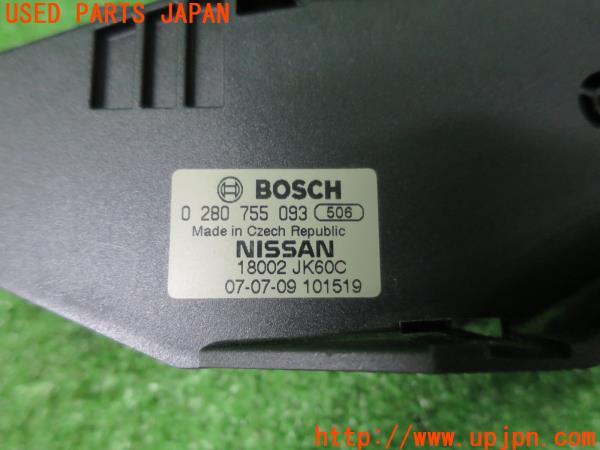 USED PARTS JAPAN
BOSCH
0 280 755 093 506
Made in Czech Republic
NISSAN
18002 JK60C
07-07-09 101519
UPJ www.upjpn.com